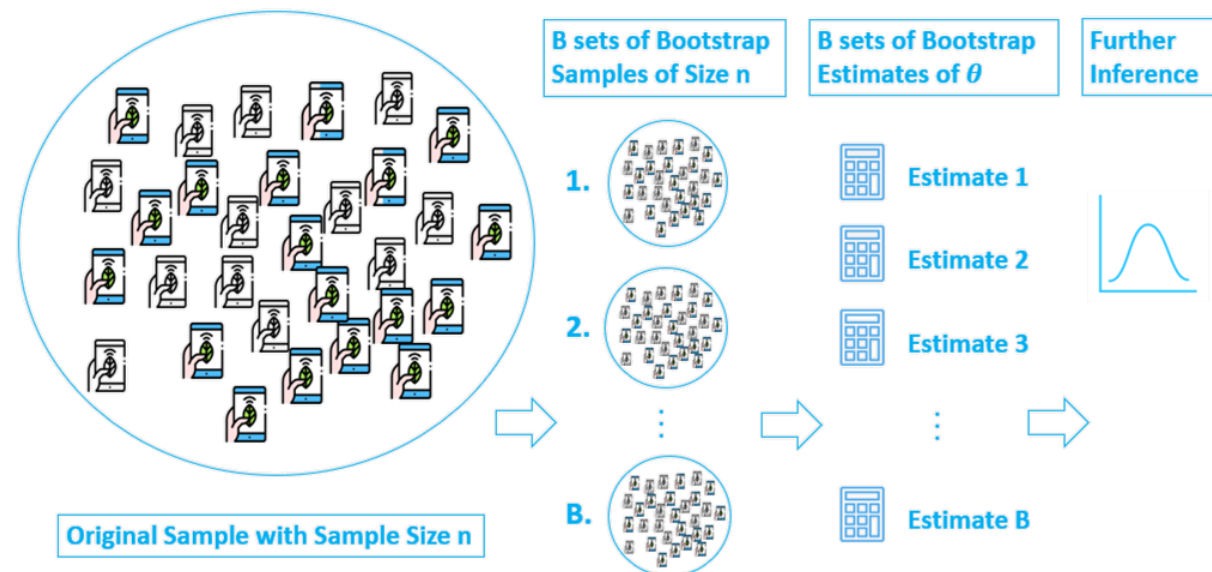 B sets of Bootstrap
Samples of Size n
B sets of Bootstrap
Estimates of θ
Further
Inference
1.
Estimate 1
Estimate 2
2.
Estimate 3
⋮
⋮
B.
Estimate B
Original Sample with Sample Size n